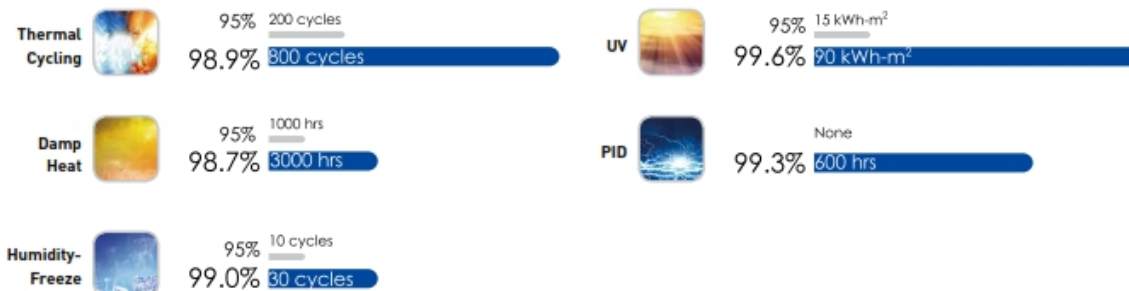 Thermal
Cycling
95% 200 cycles
98.9% 800 cycles
UV
95% 15 kWh-m²
99.6% 90 kWh-m²
Damp
Heat
95% 1000 hrs
98.7% 3000 hrs
PID
None
99.3% 600 hrs
Humidity-
Freeze
95% 10 cycles
99.0% 30 cycles